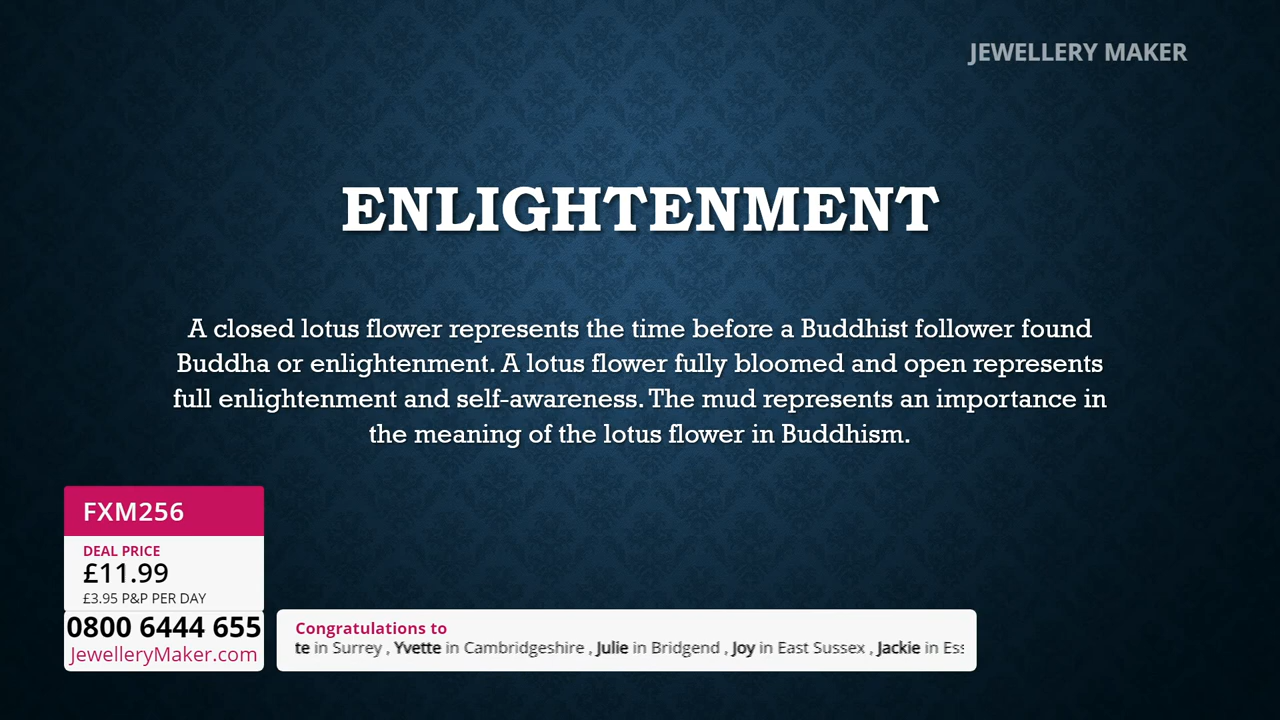 JEWELLERY MAKER
ENLIGHTENMENT
A closed lotus flower represents the time before a Buddhist follower found
Buddha or enlightenment. A lotus flower fully bloomed and open represents
full enlightenment and self-awareness. The mud represents an importance in
the meaning of the lotus flower in Buddhism.
FXM256
DEAL PRICE
£11.99
£3.95 P&P PER DAY
0800 6444 655
JewelleryMaker.com
Congratulations to
te in Surrey , Yvette in Cambridgeshire , Julie in Bridgend , Joy in East Sussex , Jackie in Ess